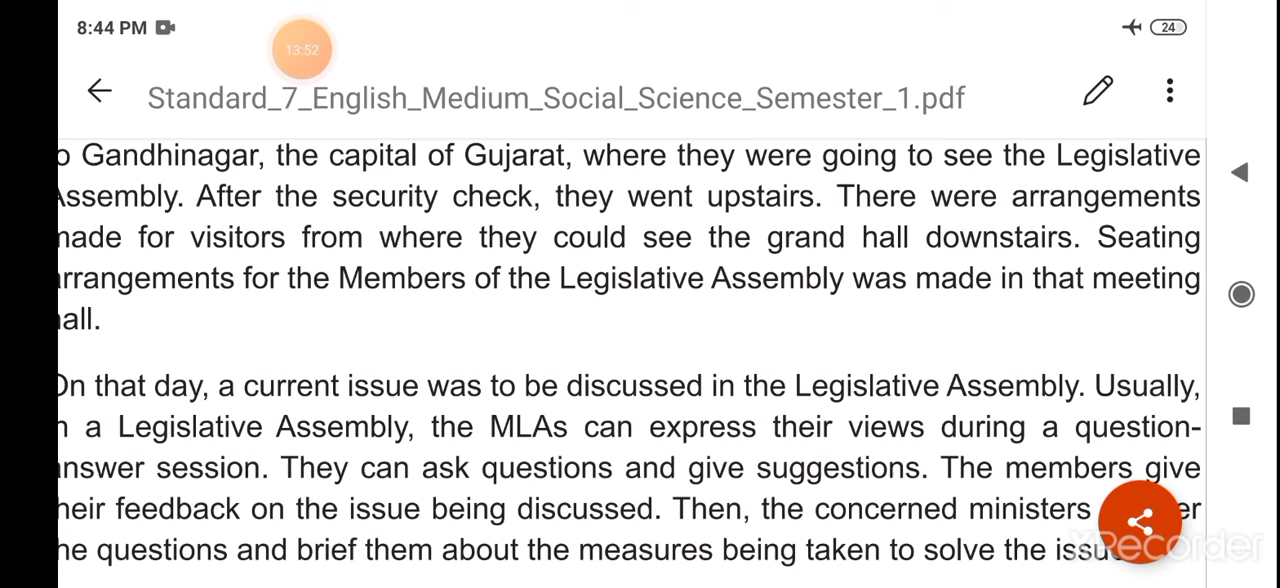 8:44 PM
24
13:52
Standard_7_English_Medium_Social_Science_Semester_1.pdf
o Gandhinagar, the capital of Gujarat, where they were going to see the Legislative
Assembly. After the security check, they went upstairs. There were arrangements
made for visitors from where they could see the grand hall downstairs. Seating
arrangements for the Members of the Legislative Assembly was made in that meeting
hall.
On that day, a current issue was to be discussed in the Legislative Assembly. Usually,
n a Legislative Assembly, the MLAs can express their views during a question-
answer session. They can ask questions and give suggestions. The members give
heir feedback on the issue being discussed. Then, the concerned ministers
he questions and brief them about the measures being taken to solve the issu
XRecorder